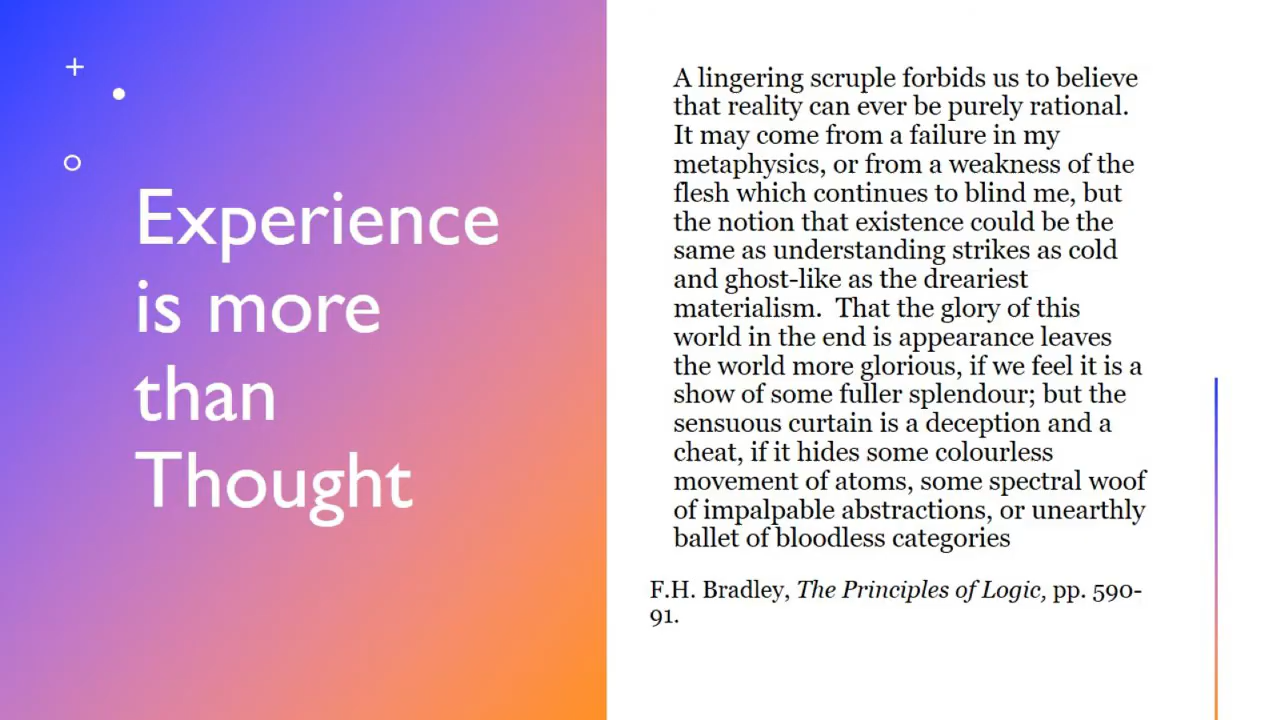 Experience
is more
than
Thought
A lingering scruple forbids us to believe
that reality can ever be purely rational.
It may come from a failure in my
metaphysics, or from a weakness of the
flesh which continues to blind me, but
the notion that existence could be the
same as understanding strikes as cold
and ghost-like as the dreariest
materialism.  That the glory of this
world in the end is appearance leaves
the world more glorious, if we feel it is a
show of some fuller splendour; but the
sensuous curtain is a deception and a
cheat, if it hides some colourless
movement of atoms, some spectral woof
of impalpable abstractions, or unearthly
ballet of bloodless categories
F.H. Bradley, The Principles of Logic, pp. 590-
91.